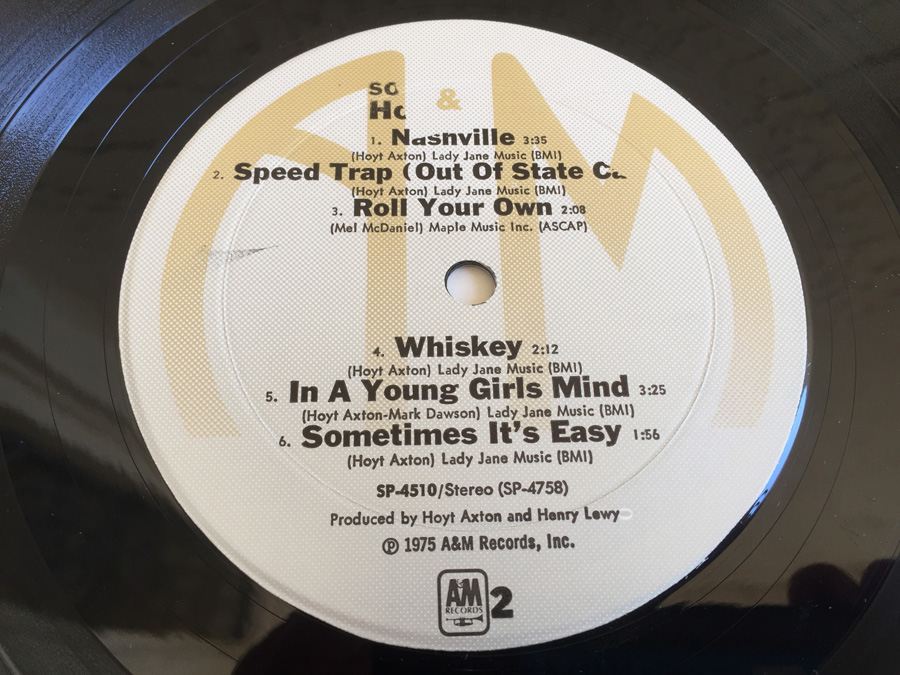 &
1. Nashville 3:35
(Hoyt Axton) Lady Jane Music (BMI)
2. Speed Trap (Out Of State
(Hoyt Axton) Lady Jane Music (BMI)
3. Roll Your Own 2:08
(Mel McDaniel) Maple Music Inc. (ASCAP)
4. Whiskey 2:12
(Hoyt Axton) Lady Jane Music (BMI)
5. In A Young Girls Mind 3:25
(Hoyt Axton-Mark Dawson) Lady Jane Music (BMI)
6. Sometimes It's Easy 1:56
(Hoyt Axton) Lady Jane Music (BMI)
SP-4510/Stereo (SP-4758)
Produced by Hoyt Axton and Henry Lewy
℗ 1975 A&M Records, Inc.
A&M
RECORDS
2